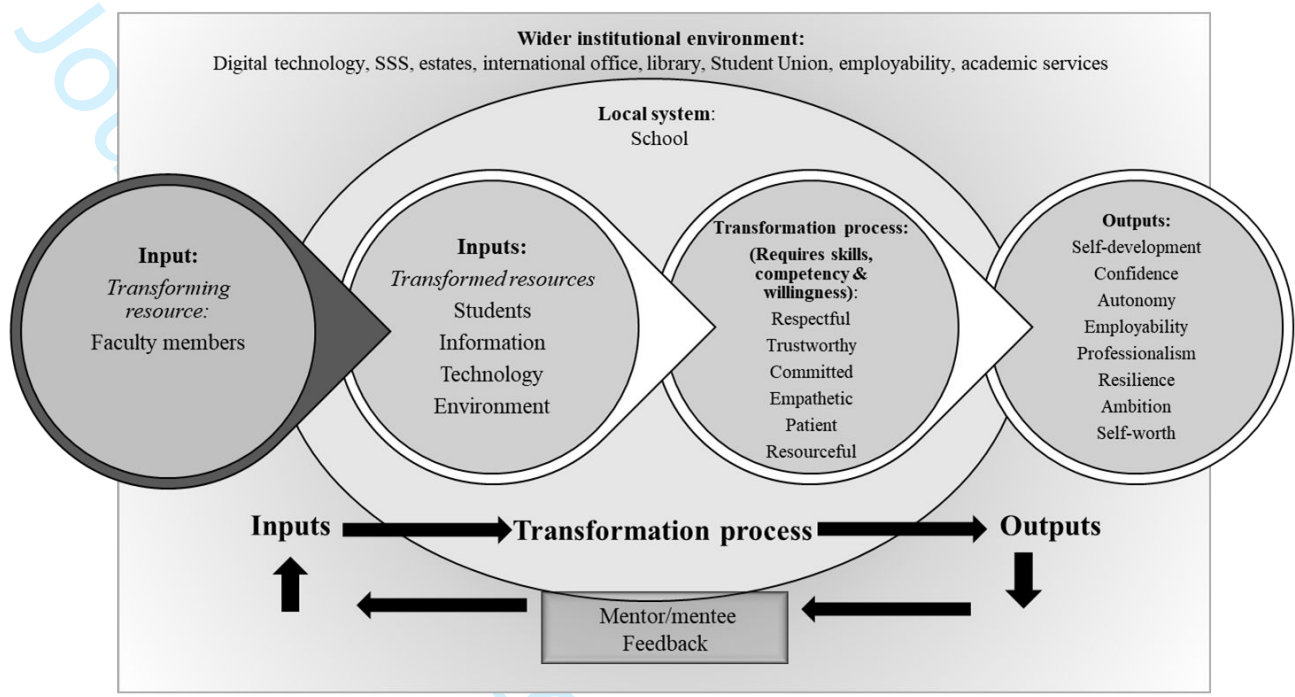 Wider institutional environment:
Digital technology, SSS, estates, international office, library, Student Union, employability, academic services
Local system:
School
Input:
Transforming
resource:
Faculty members
Inputs:
Transformed resources
Students
Information
Technology
Environment
Transformation process:
(Requires skills,
competency &
willingness):
Respectful
Trustworthy
Committed
Empathetic
Patient
Resourceful
Outputs:
Self-development
Confidence
Autonomy
Employability
Professionalism
Resilience
Ambition
Self-worth
Inputs
Transformation process
Outputs
Mentor/mentee
Feedback